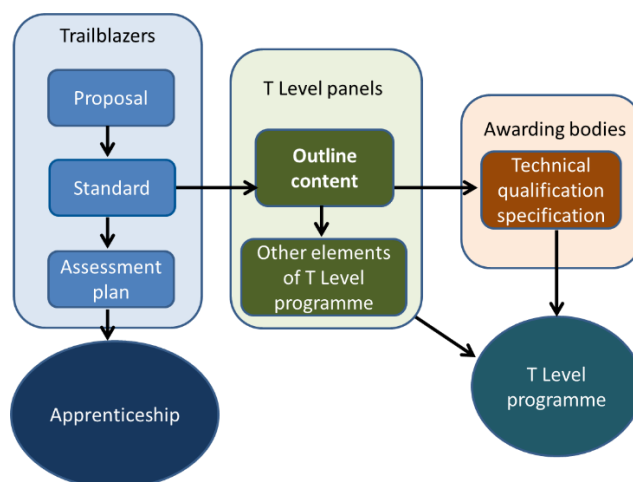 Trailblazers
Proposal
Standard
Assessment
plan
Apprenticeship
T Level panels
Outline
content
Other elements
of T Level
programme
Awarding bodies
Technical
qualification
specification
T Level
programme